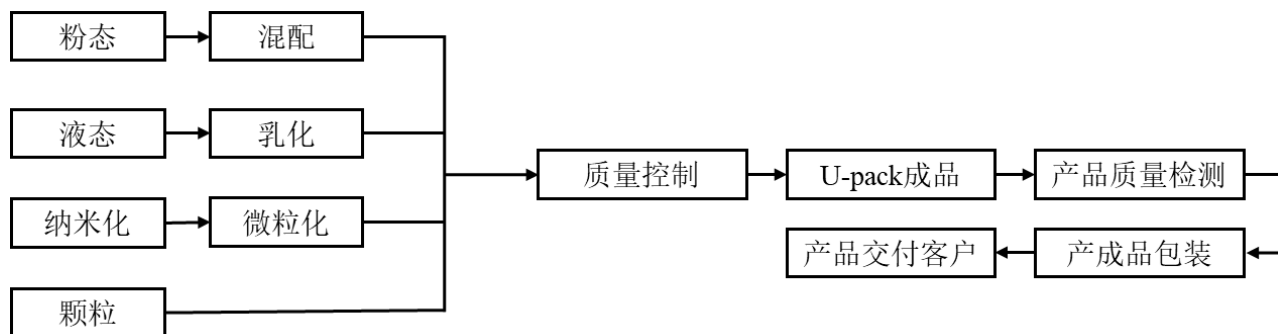 粉态
混配
液态
乳化
纳米化
微粒化
颗粒
质量控制
U-pack成品
产品质量检测
产品交付客户
产成品包装